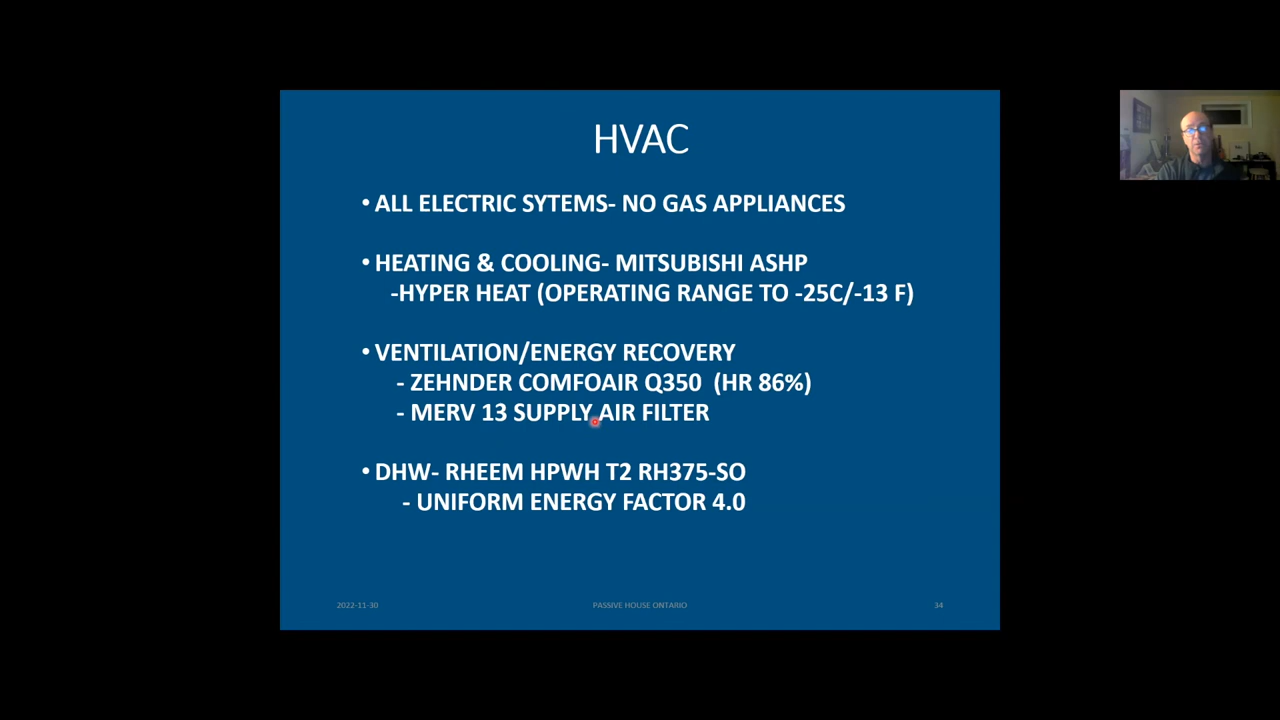 HVAC
• ALL ELECTRIC SYTEMS- NO GAS APPLIANCES
• HEATING & COOLING- MITSUBISHI ASHP
-HYPER HEAT (OPERATING RANGE TO -25C/-13 F)
• VENTILATION/ENERGY RECOVERY
- ZEHNDER COMFOAIR Q350 (HR 86%)
- MERV 13 SUPPLY AIR FILTER
• DHW- RHEEM HPWH T2 RH375-SO
- UNIFORM ENERGY FACTOR 4.0
2022-11-30 PASSIVE HOUSE ONTARIO 34